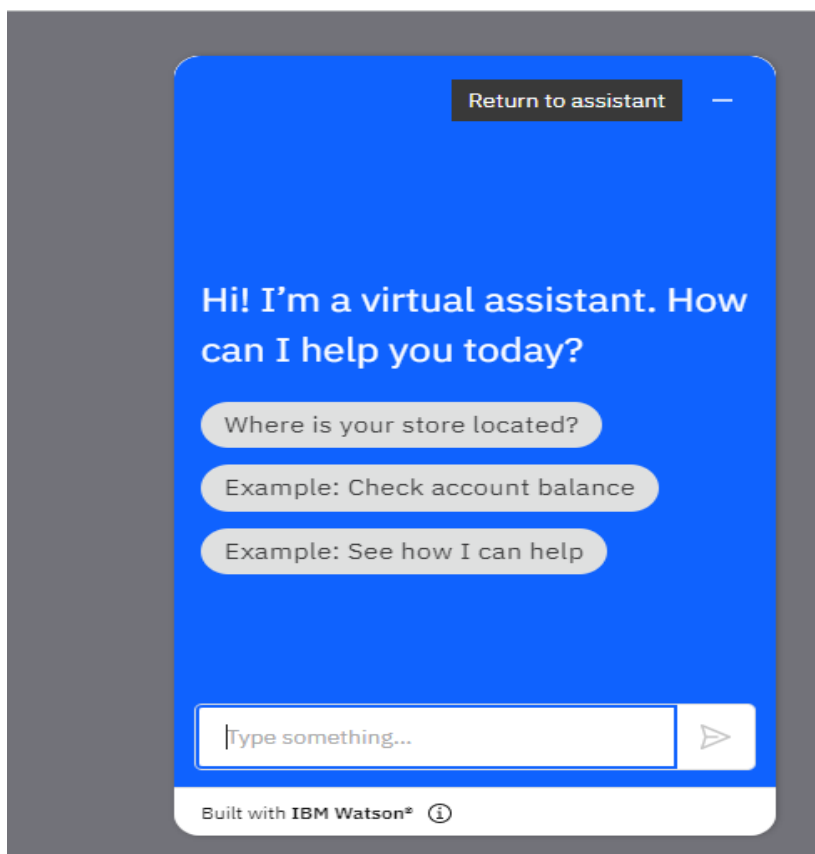 Return to assistant
Hi! I’m a virtual assistant. How
can I help you today?
Where is your store located?
Example: Check account balance
Example: See how I can help
Type something...
Built with IBM Watson®